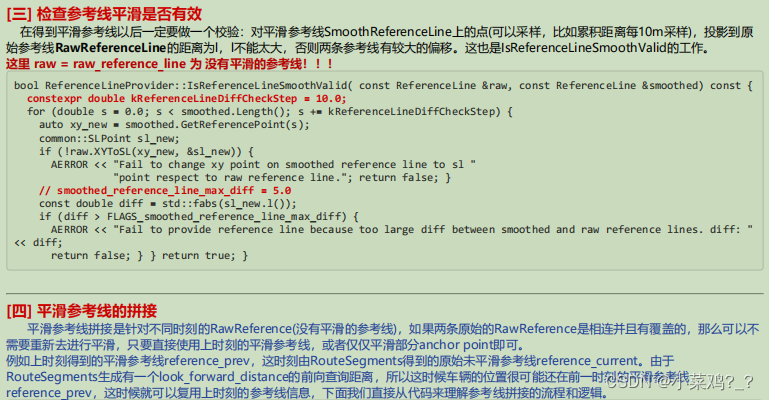 [三] 检查参考线平滑是否有效
在得到平滑参考线以后一定要做一个校验：对平滑参考线SmoothReferenceLine上的点(可以采样，比如累积距离每10m采样)，投影到原
始参考线RawReferenceLine的距离为l，l不能太大，否则两条参考线有较大的偏移。这也是IsReferenceLineSmoothValid的工作。
这里 raw = raw_reference_line 为 没有平滑的参考线！！！
bool ReferenceLineProvider::IsReferenceLineSmoothValid( const ReferenceLine &raw, const ReferenceLine &smoothed) const {
constexpr double kReferenceLineDiffCheckStep = 10.0;
for (double s = 0.0; s < smoothed.Length(); s += kReferenceLineDiffCheckStep) {
auto xy_new = smoothed.GetReferencePoint(s);
common::SLPoint sl_new;
if (!raw.XYToSL(xy_new, &sl_new)) {
AERROR << "Fail to change xy point on smoothed reference line to sl "
"point respect to raw reference line."; return false; }
// smoothed_reference_line_max_diff = 5.0
const double diff = std::fabs(sl_new.l());
if (diff > FLAGS_smoothed_reference_line_max_diff) {
AERROR << "Fail to provide reference line because too large diff between smoothed and raw reference lines. diff: "
<< diff;
return false; } } return true; }
[四] 平滑参考线的拼接
平滑参考线拼接是针对不同时刻的RawReference(没有平滑的参考线)，如果两条原始的RawReference是相连并且有覆盖的，那么可以不
需要重新去进行平滑，只要直接使用上时刻的平滑参考线，或者仅仅平滑部分anchor point即可。
例如上时刻得到的平滑参考线reference_prev，这时刻由RouteSegments得到的原始未平滑参考线reference_current。由于
RouteSegments生成有一个look_forward_distance的前向查询距离，所以这时候车辆的位置很可能还在前一时刻的平滑参考线
reference_prev，这时候就可以复用上时刻的参考线信息，下面我们直接从代码来理解参考线拼接的流程和逻辑。
CSDN @小菜鸡?_?